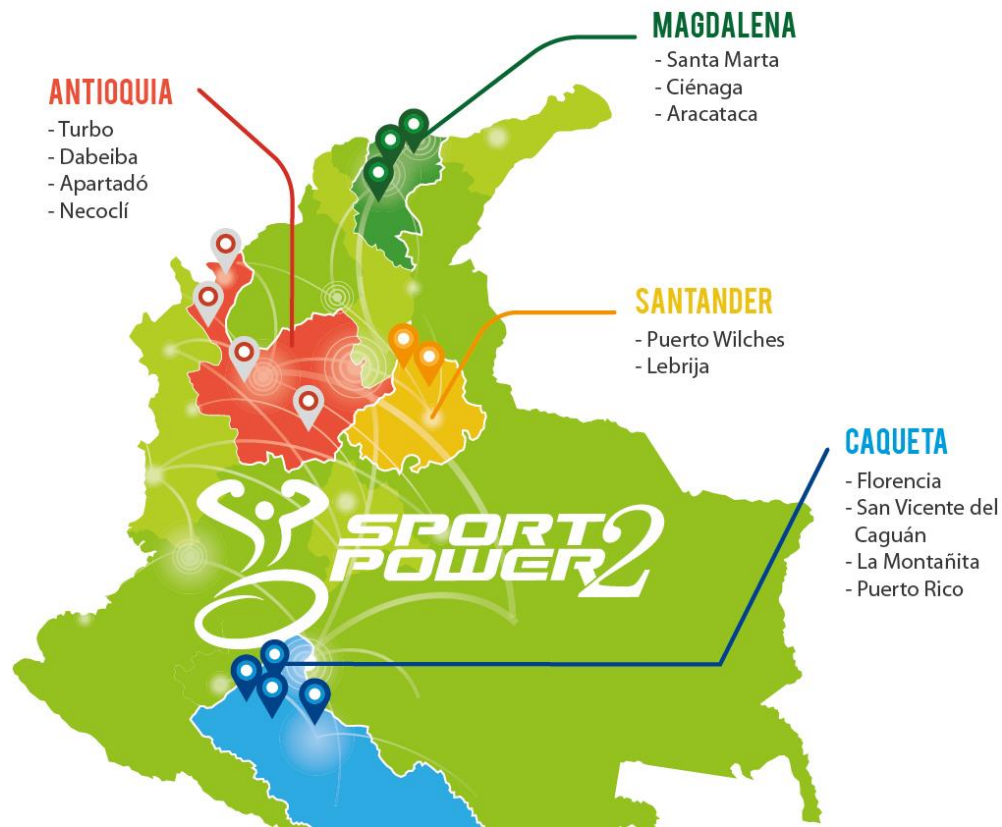 MAGDALENA
- Santa Marta
- Ciénaga
- Aracataca
ANTIOQUIA
- Turbo
- Dabeiba
- Apartadó
- Necoclí
SANTANDER
- Puerto Wilches
- Lebrija
CAQUETA
- Florencia
- San Vicente del
Caguán
- La Montañita
- Puerto Rico
SPORT
POWER2